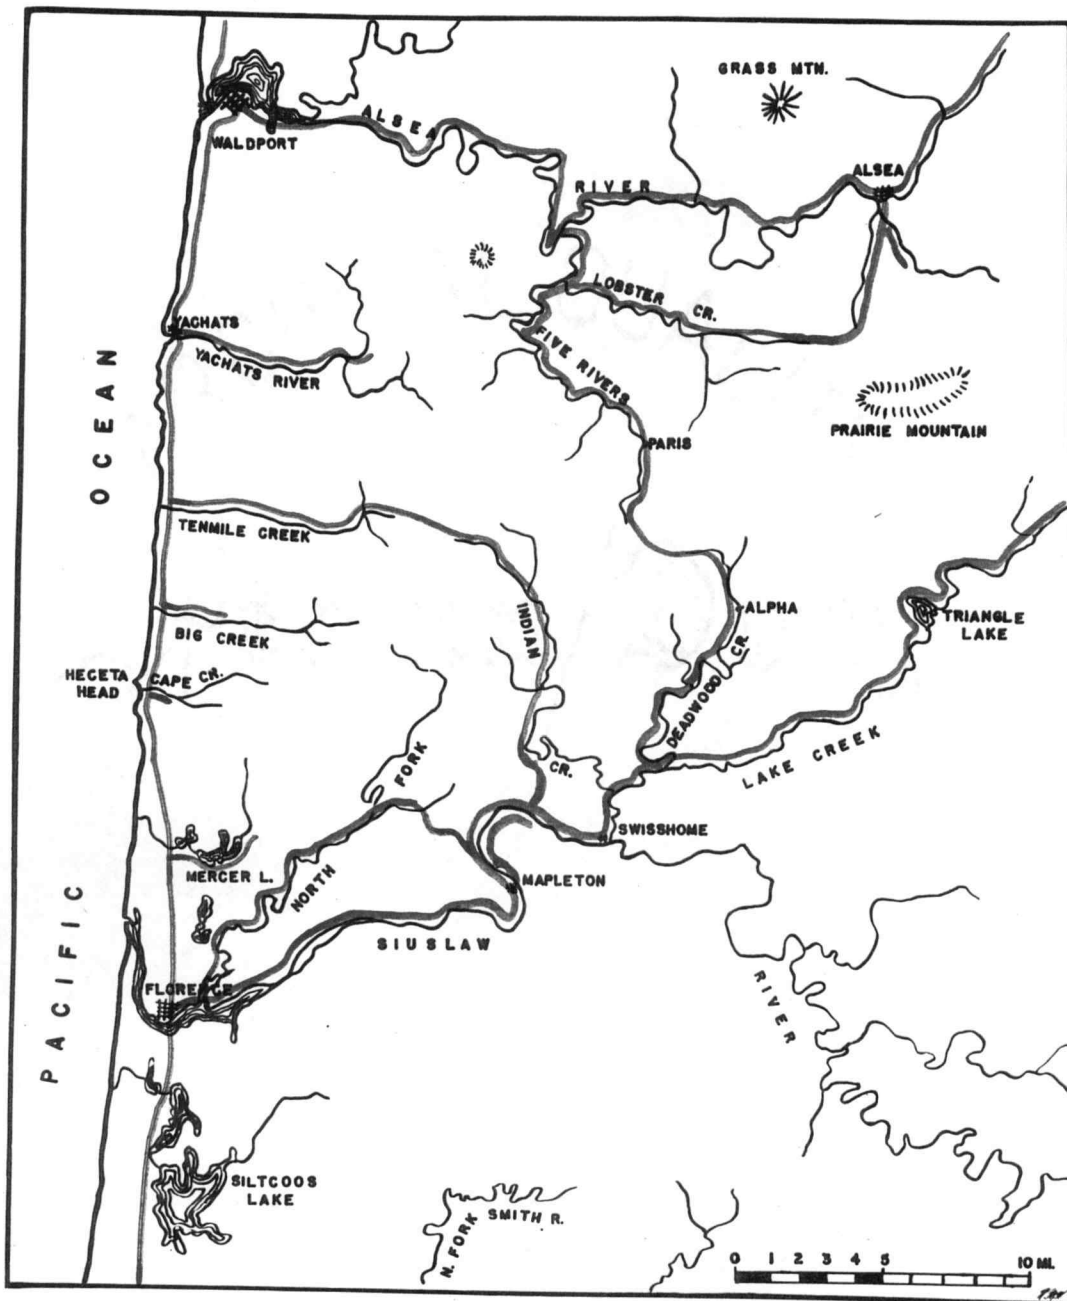 GRASS MTN.
ALSEA
WALDPORT
ALSEA
RIVER
LOBSTER CR.
YACHATS
YACHATS RIVER
FIVE RIVERS
OCEAN
PRAIRIE MOUNTAIN
PARIS
TENMILE CREEK
INDIAN
ALPHA
TRIANGLE
LAKE
BIG CREEK
HECETA
HEAD
CAPE CR.
DEADWOOD CR.
FORK
CR.
LAKE CREEK
SWISSHOME
MERCER L.
NORTH
MAPLETON
PACIFIC
SIUSLAW
FLORENCE
RIVER
SILTCOOS
LAKE
N. FORK
SMITH R.
0 1 2 3 4 5 10 MI.